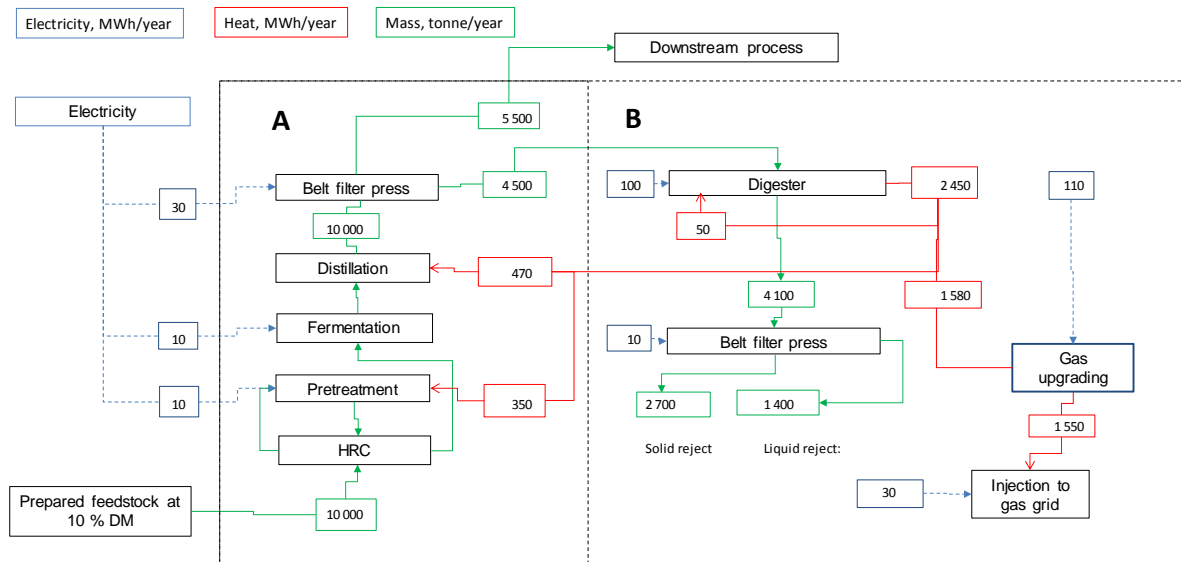 Electricity, MWh/year
Heat, MWh/year
Mass, tonne/year
Downstream process
Electricity
A
5 500
B
Belt filter press
4 500
30
10 000
Distillation
470
Fermentation
10
Pretreatment
10
350
HRC
Prepared feedstock at
10 % DM
10 000
100
Digester
2 450
110
50
4 100
1 580
10
Belt filter press
Gas
upgrading
2 700
1 400
1 550
Solid reject
Liquid reject:
30
Injection to
gas grid